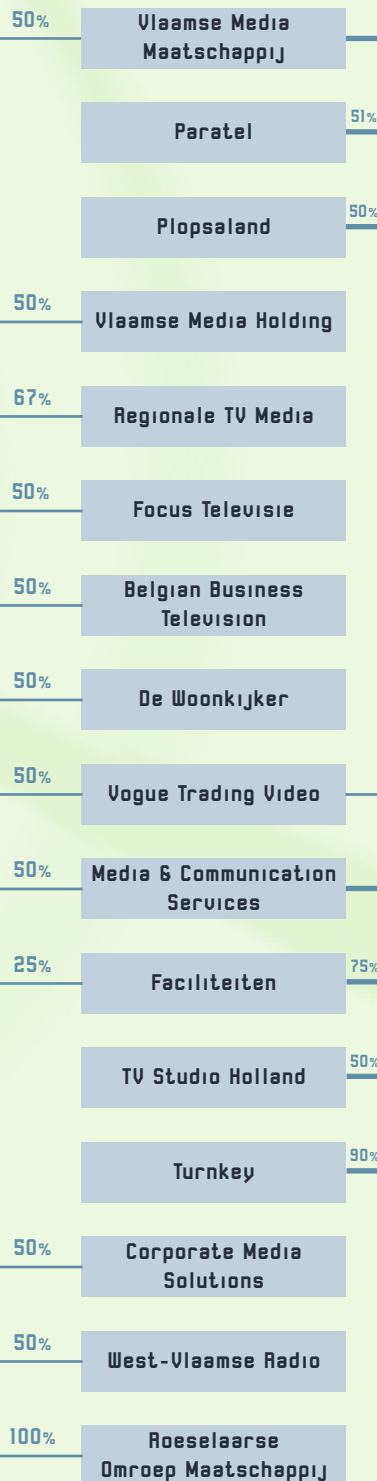 50%
Vlaamse Media
Maatschappij
Paratel
51%
Plopsaland
50%
50%
Vlaamse Media Holding
67%
Regionale TV Media
50%
Focus Televisie
50%
Belgian Business
Television
50%
De Woonkijker
50%
Vogue Trading Video
50%
Media & Communication
Services
25%
Faciliteiten
75%
TV Studio Holland
50%
Turnkey
90%
50%
Corporate Media
Solutions
50%
West-Vlaamse Radio
100%
Roeselaarse
Omroep Maatschappij